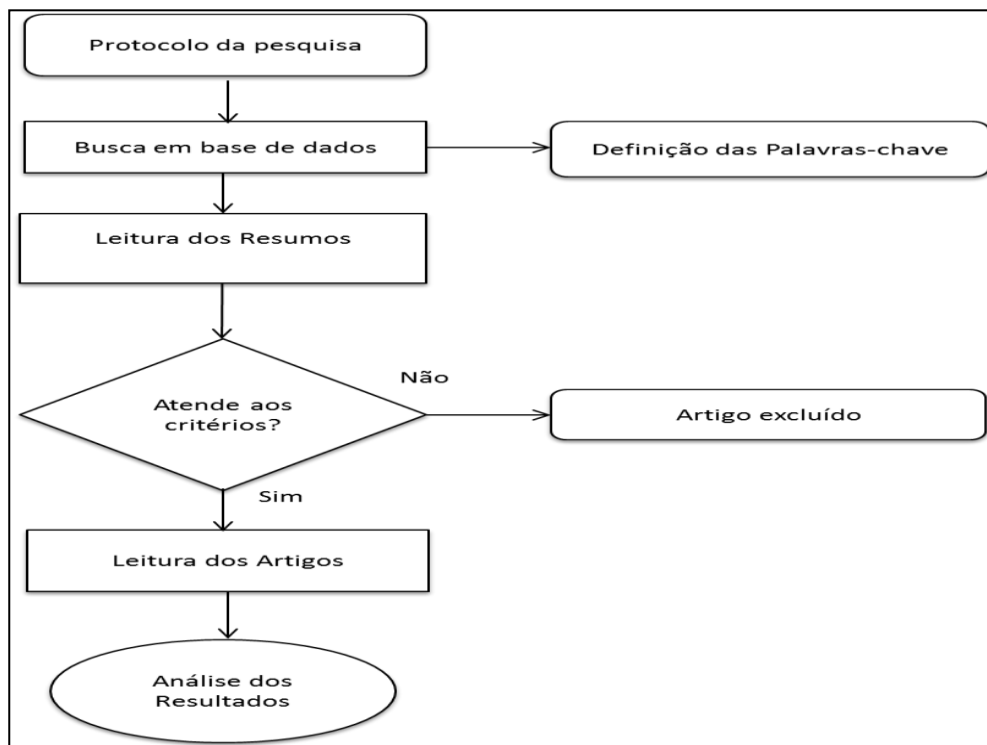 Protocolo da pesquisa
Busca em base de dados
Definição das Palavras-chave
Leitura dos Resumos
Não
Atende aos
critérios?
Artigo excluído
Sim
Leitura dos Artigos
Análise dos
Resultados